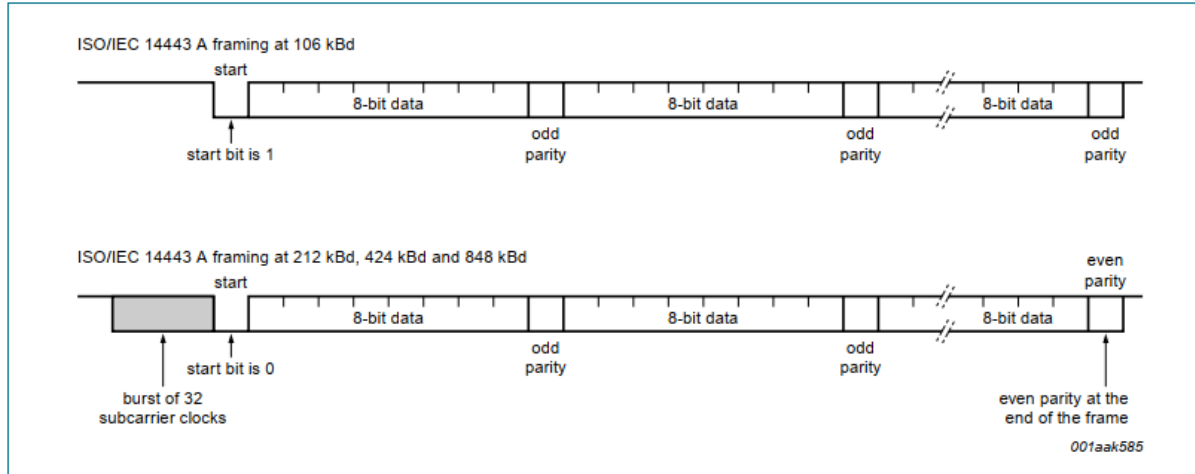 ISO/IEC 14443 A framing at 106 kBd
start
8-bit data
8-bit data
8-bit data
odd
parity
odd
parity
odd
parity
start bit is 1
ISO/IEC 14443 A framing at 212 kBd, 424 kBd and 848 kBd
even
parity
start
8-bit data
8-bit data
8-bit data
odd
parity
odd
parity
start bit is 0
burst of 32
subcarrier clocks
even parity at the
end of the frame
001aak585